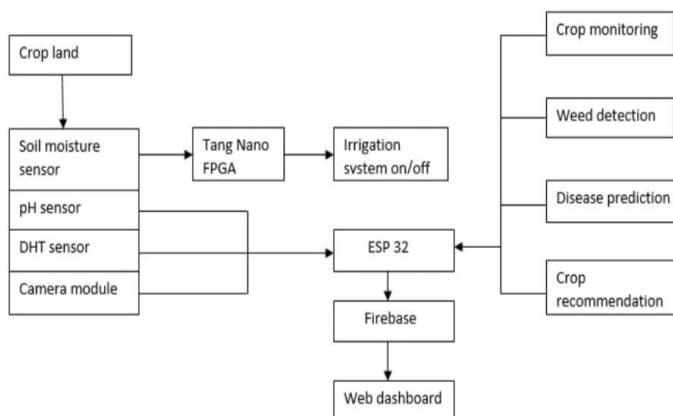 Crop land
Soil moisture
sensor
pH sensor
DHT sensor
Camera module
Tang Nano
FPGA
Irrigation
system on/off
ESP 32
Firebase
Web dashboard
Crop monitoring
Weed detection
Disease prediction
Crop
recommendation